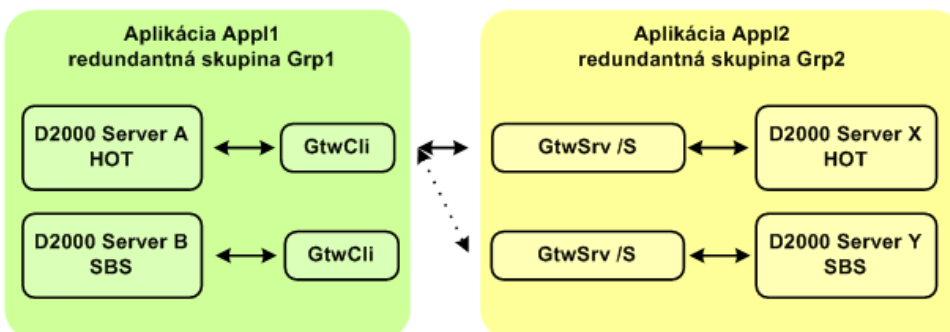 Aplikácia Appl1
redundantná skupina Grp1
D2000 Server A
HOT
GtwCli
D2000 Server B
SBS
GtwCli
Aplikácia Appl2
redundantná skupina Grp2
GtwSrv /S
D2000 Server X
HOT
GtwSrv /S
D2000 Server Y
SBS